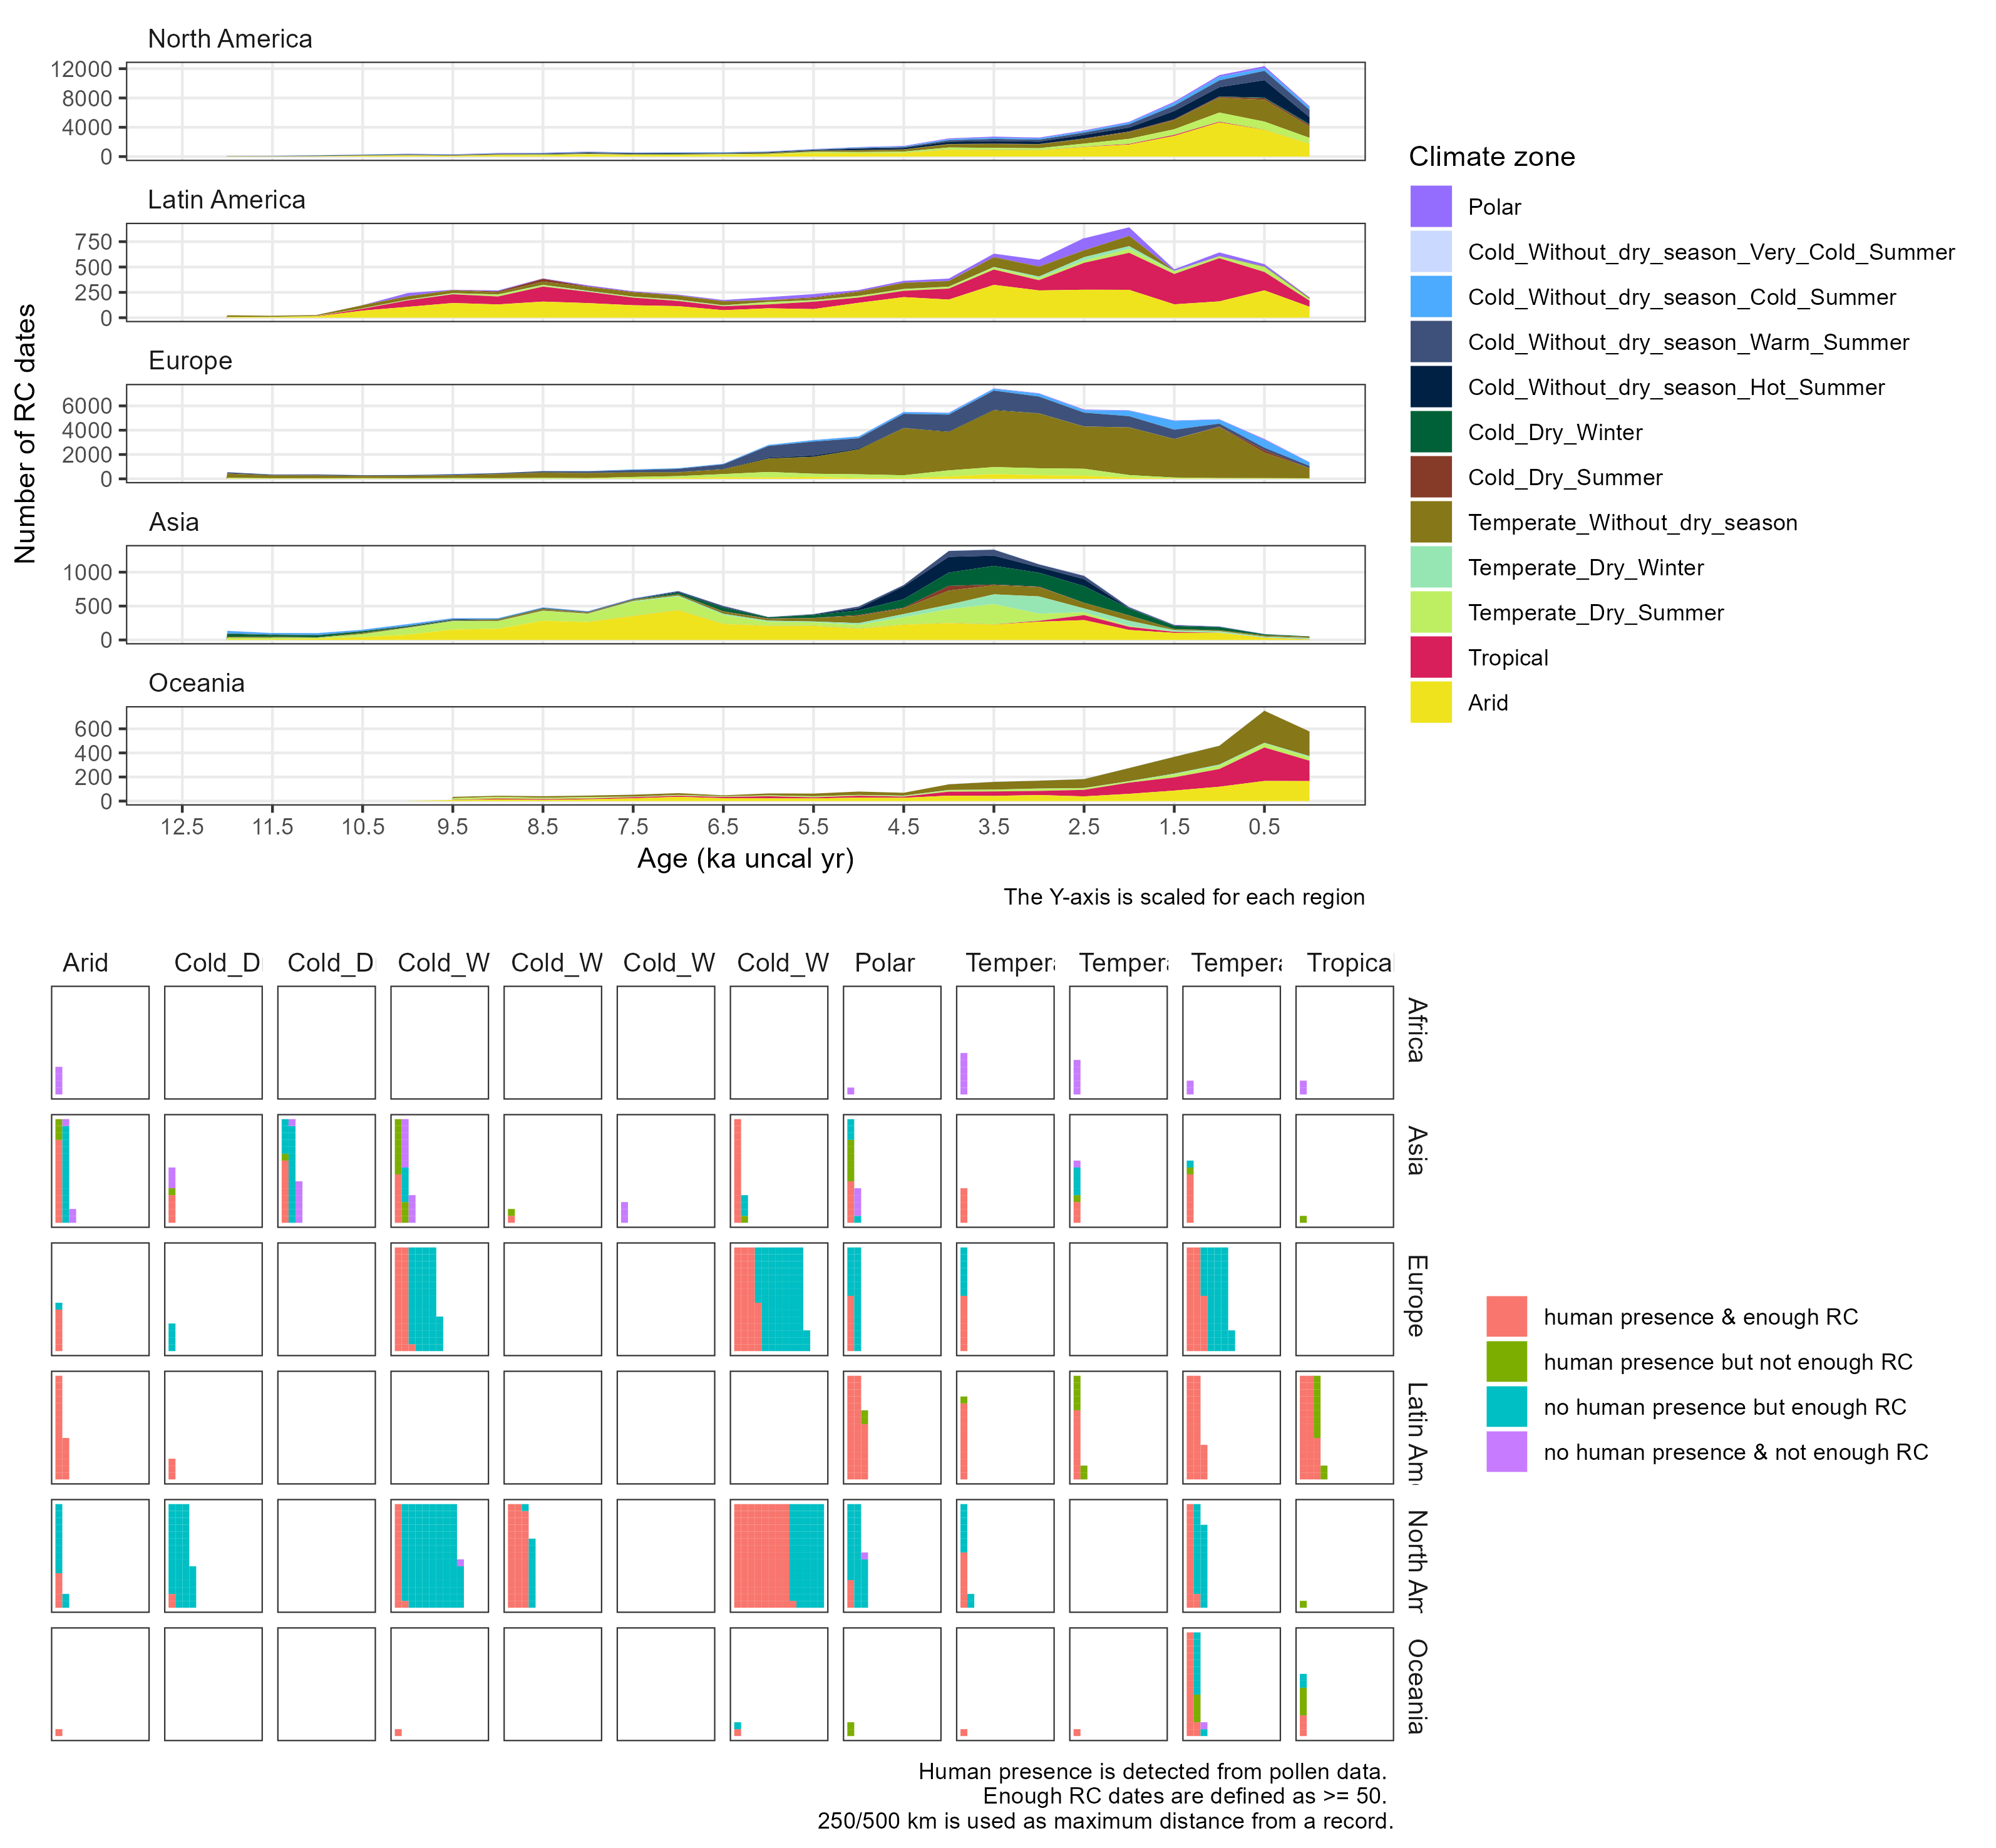 North America
12000
8000
4000
0
Latin America
750
500
250
0
Europe
6000
4000
2000
0
Asia
1000
500
0
Oceania
600
400
200
0
Number of RC dates
12.5 11.5 10.5 9.5 8.5 7.5 6.5 5.5 4.5 3.5 2.5 1.5 0.5
Age (ka uncal yr)
The Y-axis is scaled for each region
Climate zone
Polar
Cold_Without_dry_season_Very_Cold_Summer
Cold_Without_dry_season_Cold_Summer
Cold_Without_dry_season_Warm_Summer
Cold_Without_dry_season_Hot_Summer
Cold_Dry_Winter
Cold_Dry_Summer
Temperate_Without_dry_season
Temperate_Dry_Winter
Temperate_Dry_Summer
Tropical
Arid
Arid Cold_D Cold_D Cold_W Cold_W Cold_W Cold_W Polar Tempera Tempera Tempera Tropica
Africa
Asia
Europe
Latin Am
North Am
Oceania
human presence & enough RC
human presence but not enough RC
no human presence but enough RC
no human presence & not enough RC
Human presence is detected from pollen data.
Enough RC dates are defined as >= 50.
250/500 km is used as maximum distance from a record.